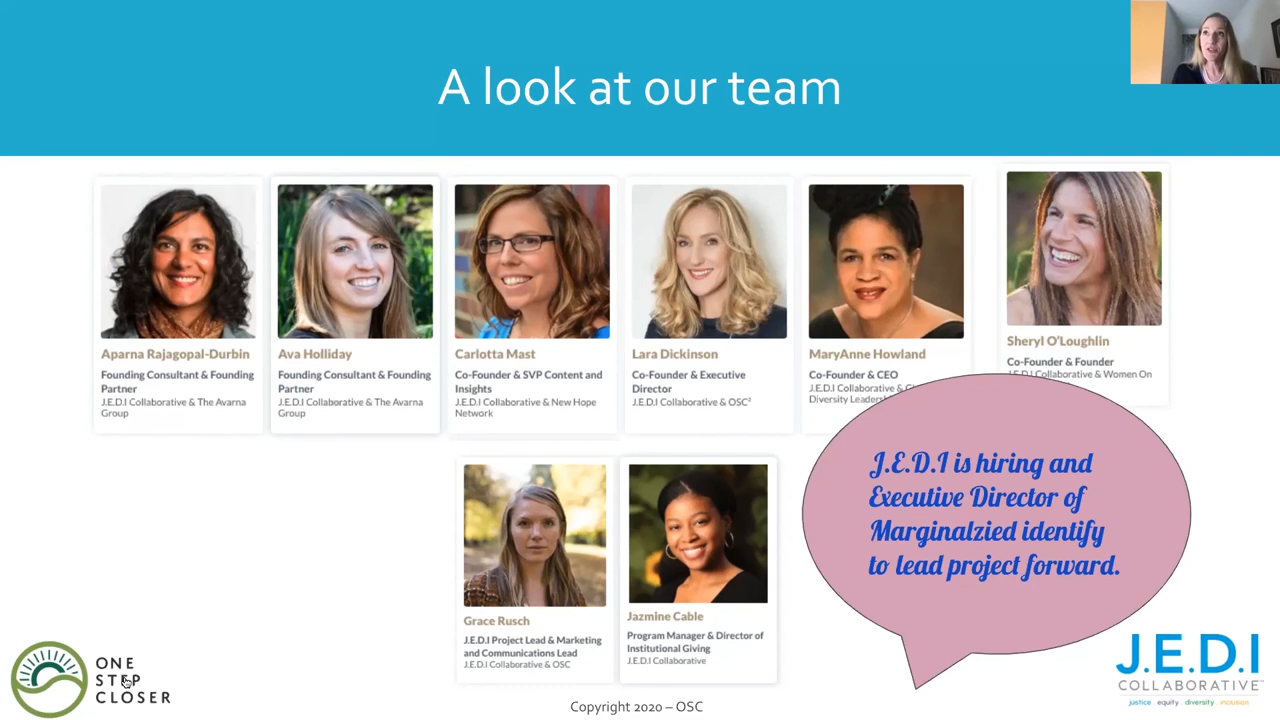 A look at our team
Aparna Rajagopal-Durbin
Founding Consultant & Founding
Partner
J.E.D.I Collaborative & The Avarna
Group
Ava Holliday
Founding Consultant & Founding
Partner
J.E.D.I Collaborative & The Avarna
Group
Carlotta Mast
Co-Founder & SVP Content and
Insights
J.E.D.I Collaborative & New Hope
Network
Lara Dickinson
Co-Founder & Executive
Director
J.E.D.I Collaborative & OSC²
MaryAnne Howland
Co-Founder & CEO
J.E.D.I Collaborative &
Diversity
Sheryl O'Loughlin
Co-Founder & Founder
J.E.D.I Collaborative & Women On
Grace Rusch
J.E.D.I Project Lead & Marketing
and Communications Lead
J.E.D.I Collaborative & OSC
Jazmine Cable
Program Manager & Director of
Institutional Giving
J.E.D.I Collaborative
J.E.D.I is hiring and
Executive Director of
Marginalzied identify
to lead project forward.
ONE
STEP
CLOSER
Copyright 2020 – OSC
J.E.D.I
COLLABORATIVE™
justice . equity . diversity . inclusion